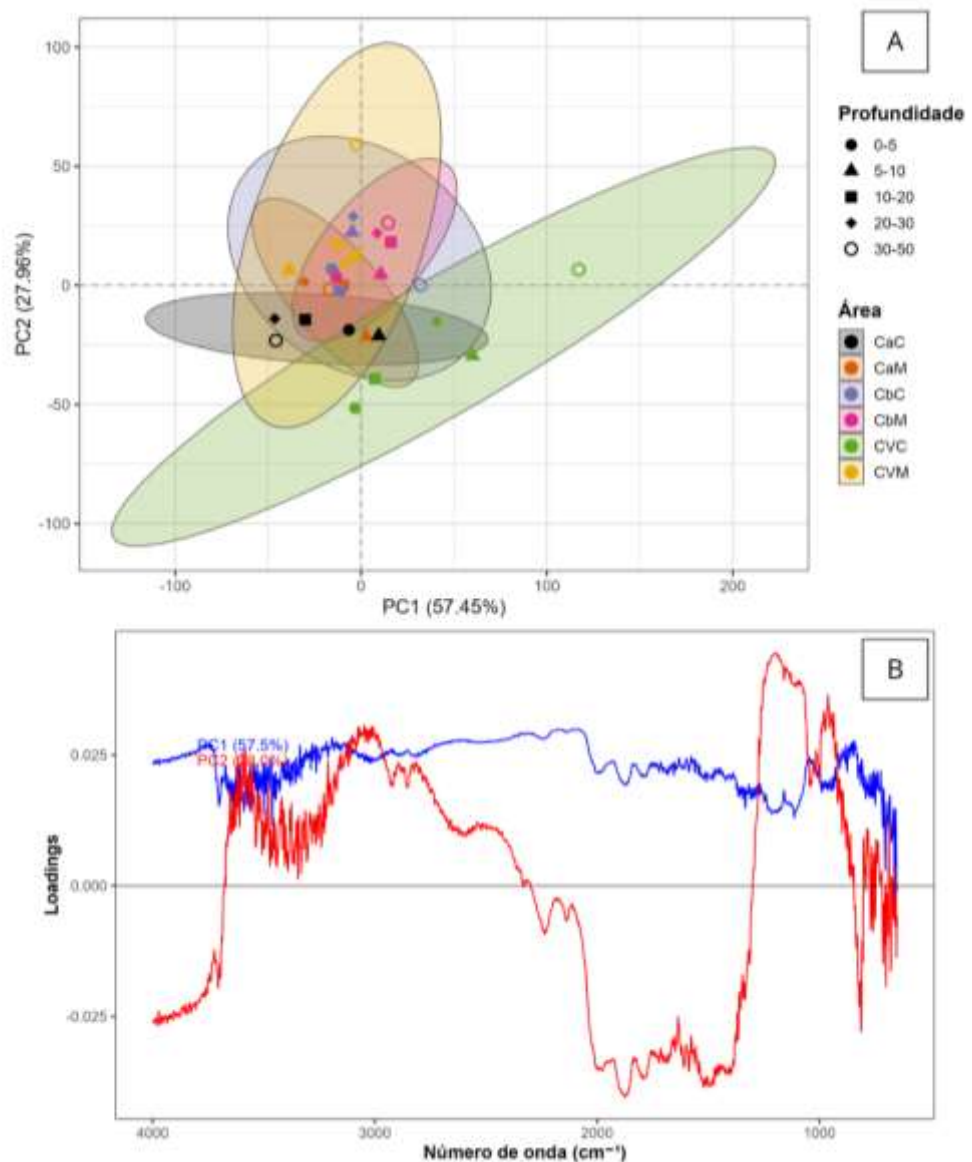 A
100
50
0
-50
-100
PC2 (27.96%)
-100
0
100
200
PC1 (57.45%)
Profundidade
0-5
5-10
10-20
20-30
30-50
Área
CaC
CaM
CbC
CbM
CVC
CVM
B
PC1 (57.5%)
PC2
0.025
0.000
-0.025
Loadings
4000
3000
2000
1000
Número de onda (cm⁻¹)